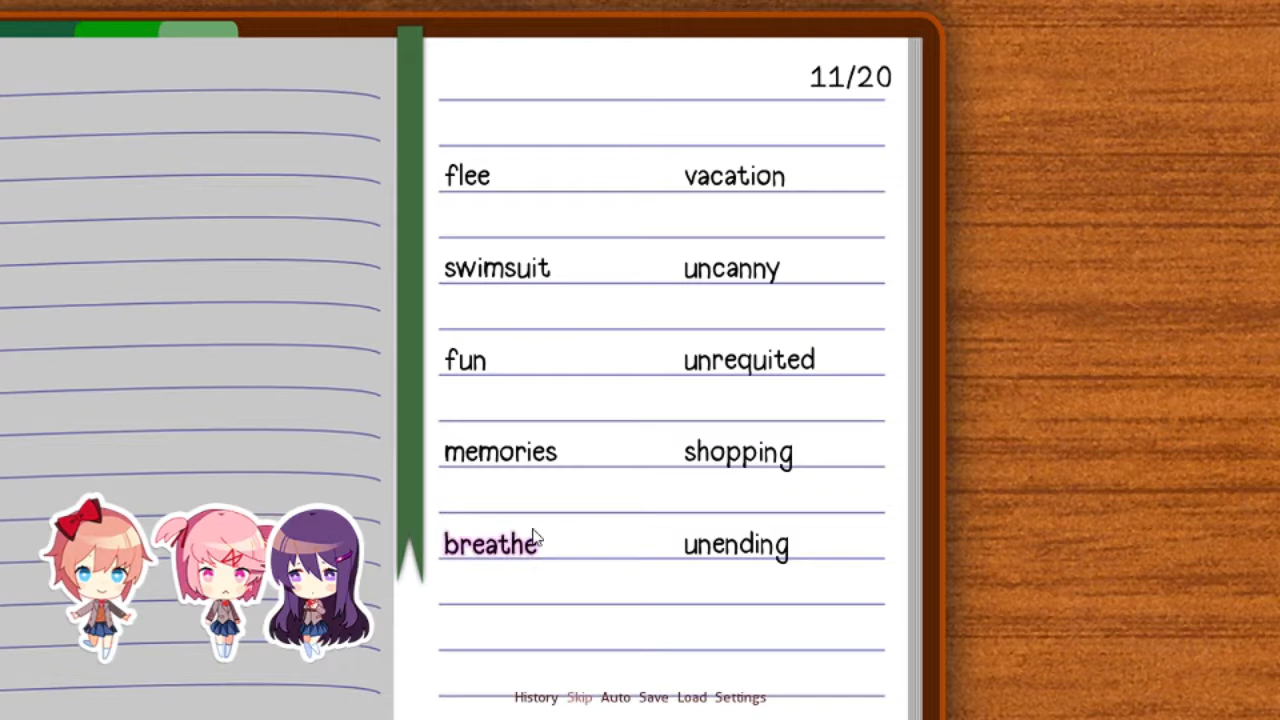 11/20
flee vacation
swimsuit uncanny
fun unrequited
memories shopping
breathe unending
History Skip Auto Save Load Settings